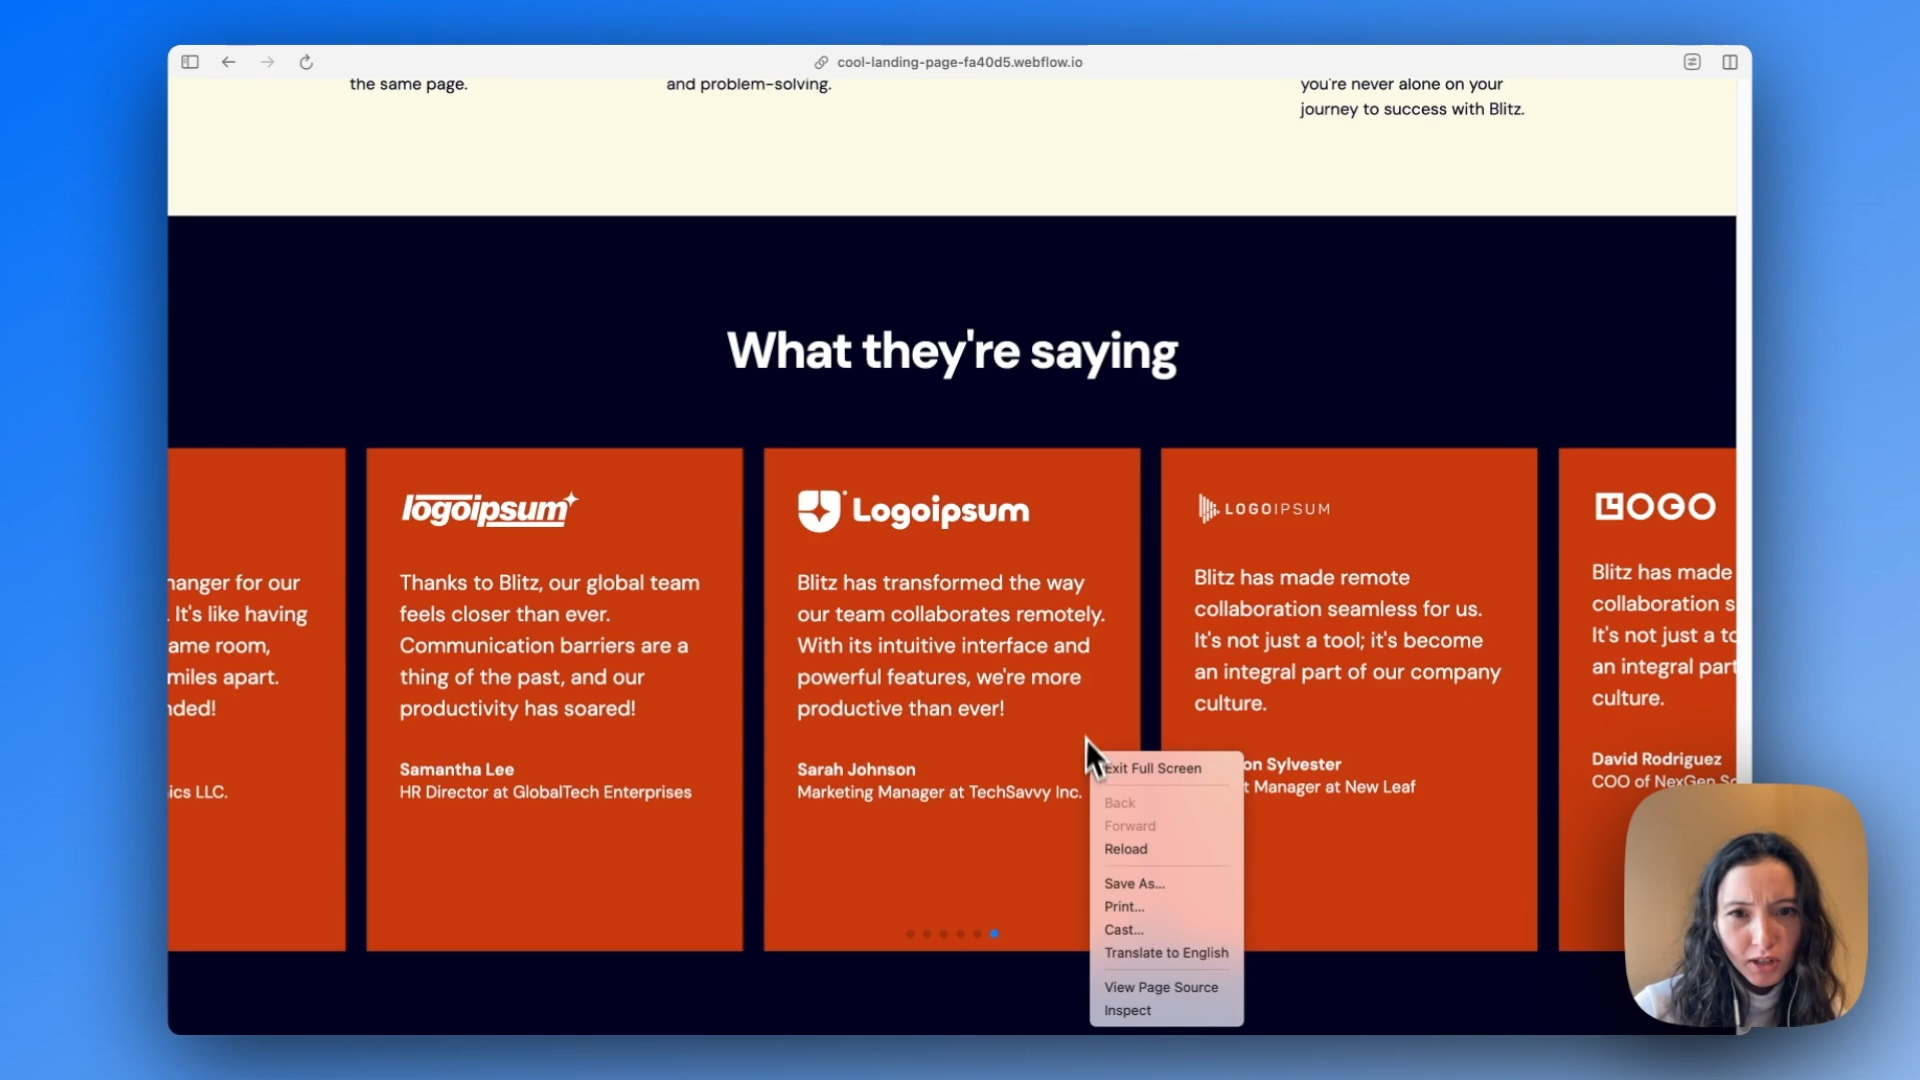 cool-landing-page-fa40d5.webflow.io
the same page.
and problem-solving.
you're never alone on your
journey to success with Blitz.
What they're saying
hanger for our
. It's like having
ame room,
miles apart.
nded!
ics LLC.
logoipsum
Thanks to Blitz, our global team
feels closer than ever.
Communication barriers are a
thing of the past, and our
productivity has soared!
Samantha Lee
HR Director at GlobalTech Enterprises
Logoipsum
Blitz has transformed the way
our team collaborates remotely.
With its intuitive interface and
powerful features, we're more
productive than ever!
Sarah Johnson
Marketing Manager at TechSavvy Inc.
LOGOIPSUM
Blitz has made remote
collaboration seamless for us.
It's not just a tool; it's become
an integral part of our company
culture.
on Sylvester
t Manager at New Leaf
LOGO
Blitz has made
collaboration s
It's not just a to
an integral part
culture.
David Rodriguez
COO of NexGen So
Exit Full Screen
Back
Forward
Reload
Save As...
Print...
Cast...
Translate to English
View Page Source
Inspect